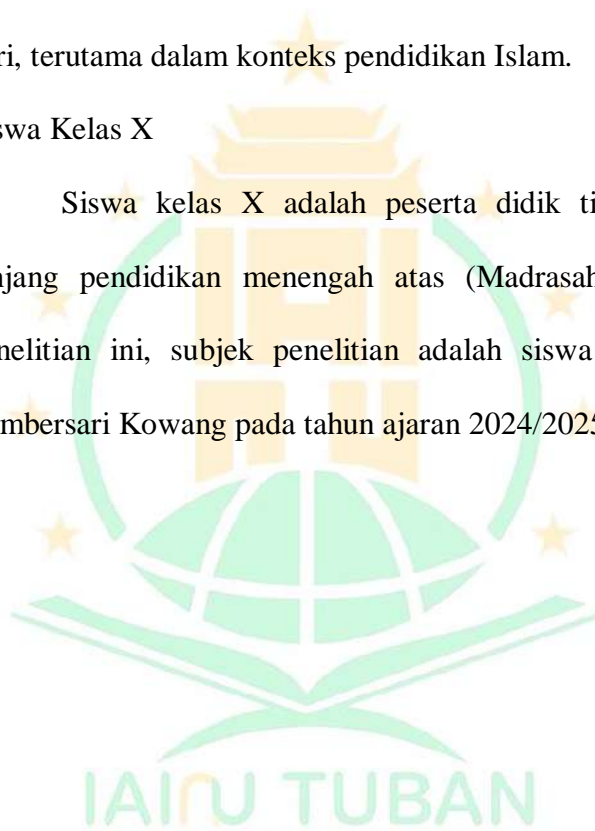 ri, terutama dalam konteks pendidikan Islam.
swa Kelas X
Siswa kelas X adalah peserta didik ti
njang pendidikan menengah atas (Madrasah
nelitian ini, subjek penelitian adalah siswa
mbersari Kowang pada tahun ajaran 2024/2025
IAINU TUBAN